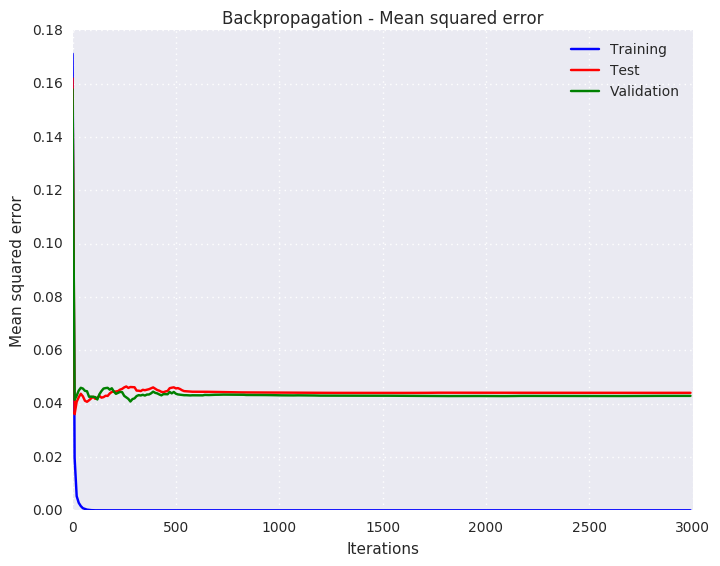 Backpropagation - Mean squared error
Training
Test
Validation
Mean squared error
0.18
0.16
0.14
0.12
0.10
0.08
0.06
0.04
0.02
0.00
0 500 1000 1500 2000 2500 3000
Iterations